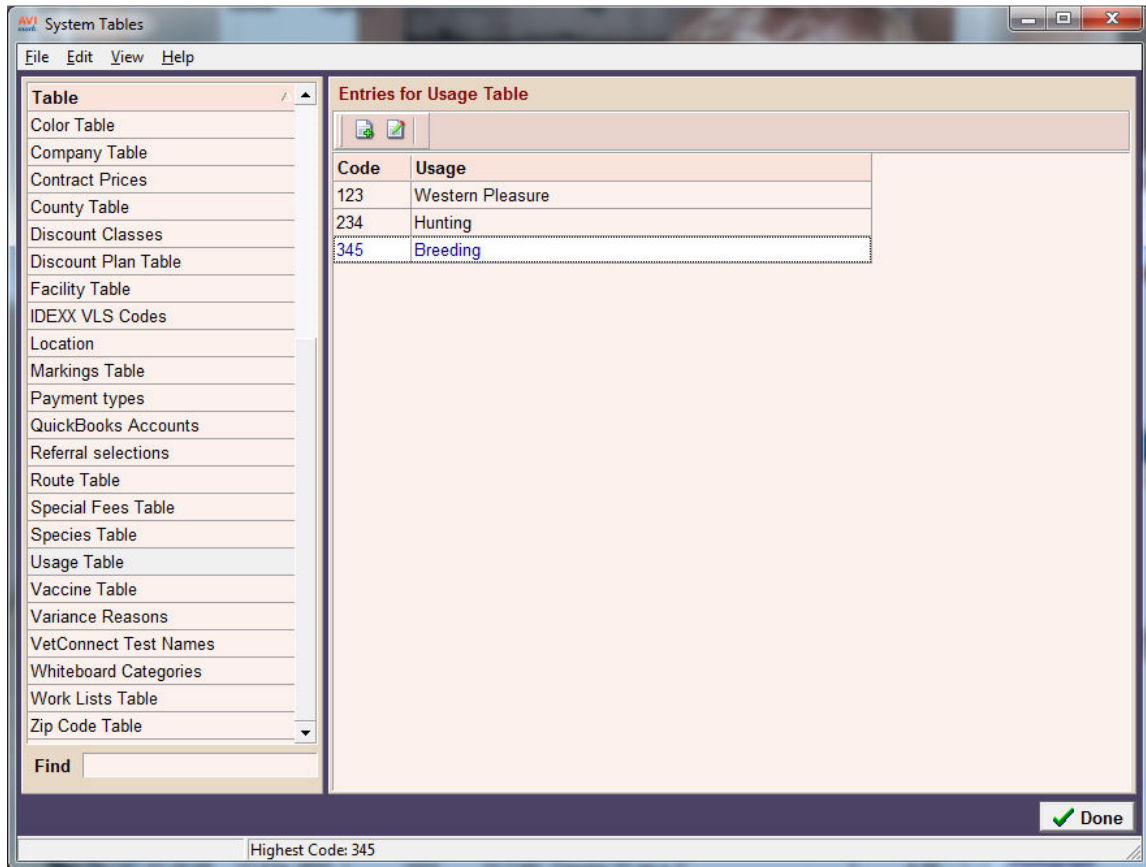 AVI System Tables
File Edit View Help
Table
Color Table
Company Table
Contract Prices
County Table
Discount Classes
Discount Plan Table
Facility Table
IDEXX VLS Codes
Location
Markings Table
Payment types
QuickBooks Accounts
Referral selections
Route Table
Special Fees Table
Species Table
Usage Table
Vaccine Table
Variance Reasons
VetConnect Test Names
Whiteboard Categories
Work Lists Table
Zip Code Table
Find
Entries for Usage Table
Code Usage
123 Western Pleasure
234 Hunting
345 Breeding
Done
Highest Code: 345